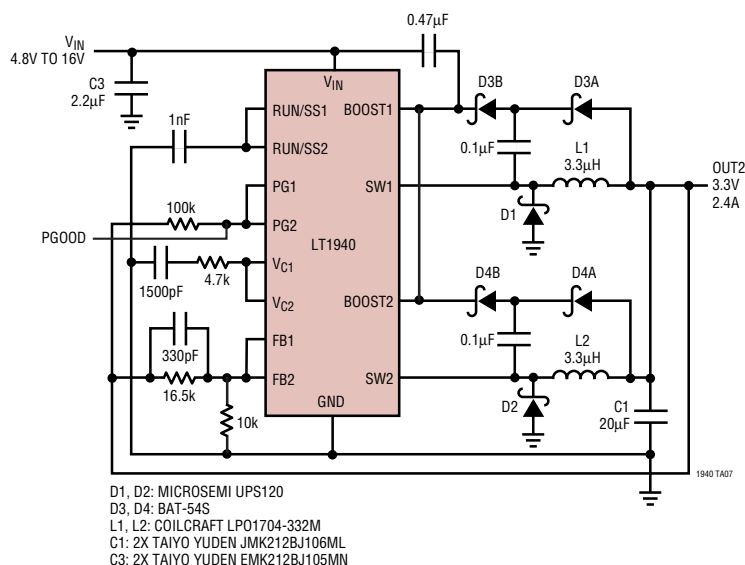 0.47µF
VIN
4.8V TO 16V
C3
2.2µF
VIN
D3B
D3A
RUN/SS1
BOOST1
1nF
0.1µF
L1
3.3µH
RUN/SS2
OUT2
3.3V
2.4A
PG1
SW1
100k
D1
PGOOD
PG2
LT1940
VC1
D4B
D4A
1500pF
4.7k
VC2
BOOST2
FB1
0.1µF
L2
3.3µH
330pF
FB2
SW2
16.5k
GND
D2
C1
20µF
10k
1940 TA07
D1, D2: MICROSEMI UPS120
D3, D4: BAT-54S
L1, L2: COILCRAFT LPO1704-332M
C1: 2X TAIYO YUDEN JMK212BJ106ML
C3: 2X TAIYO YUDEN EMK212BJ105MN